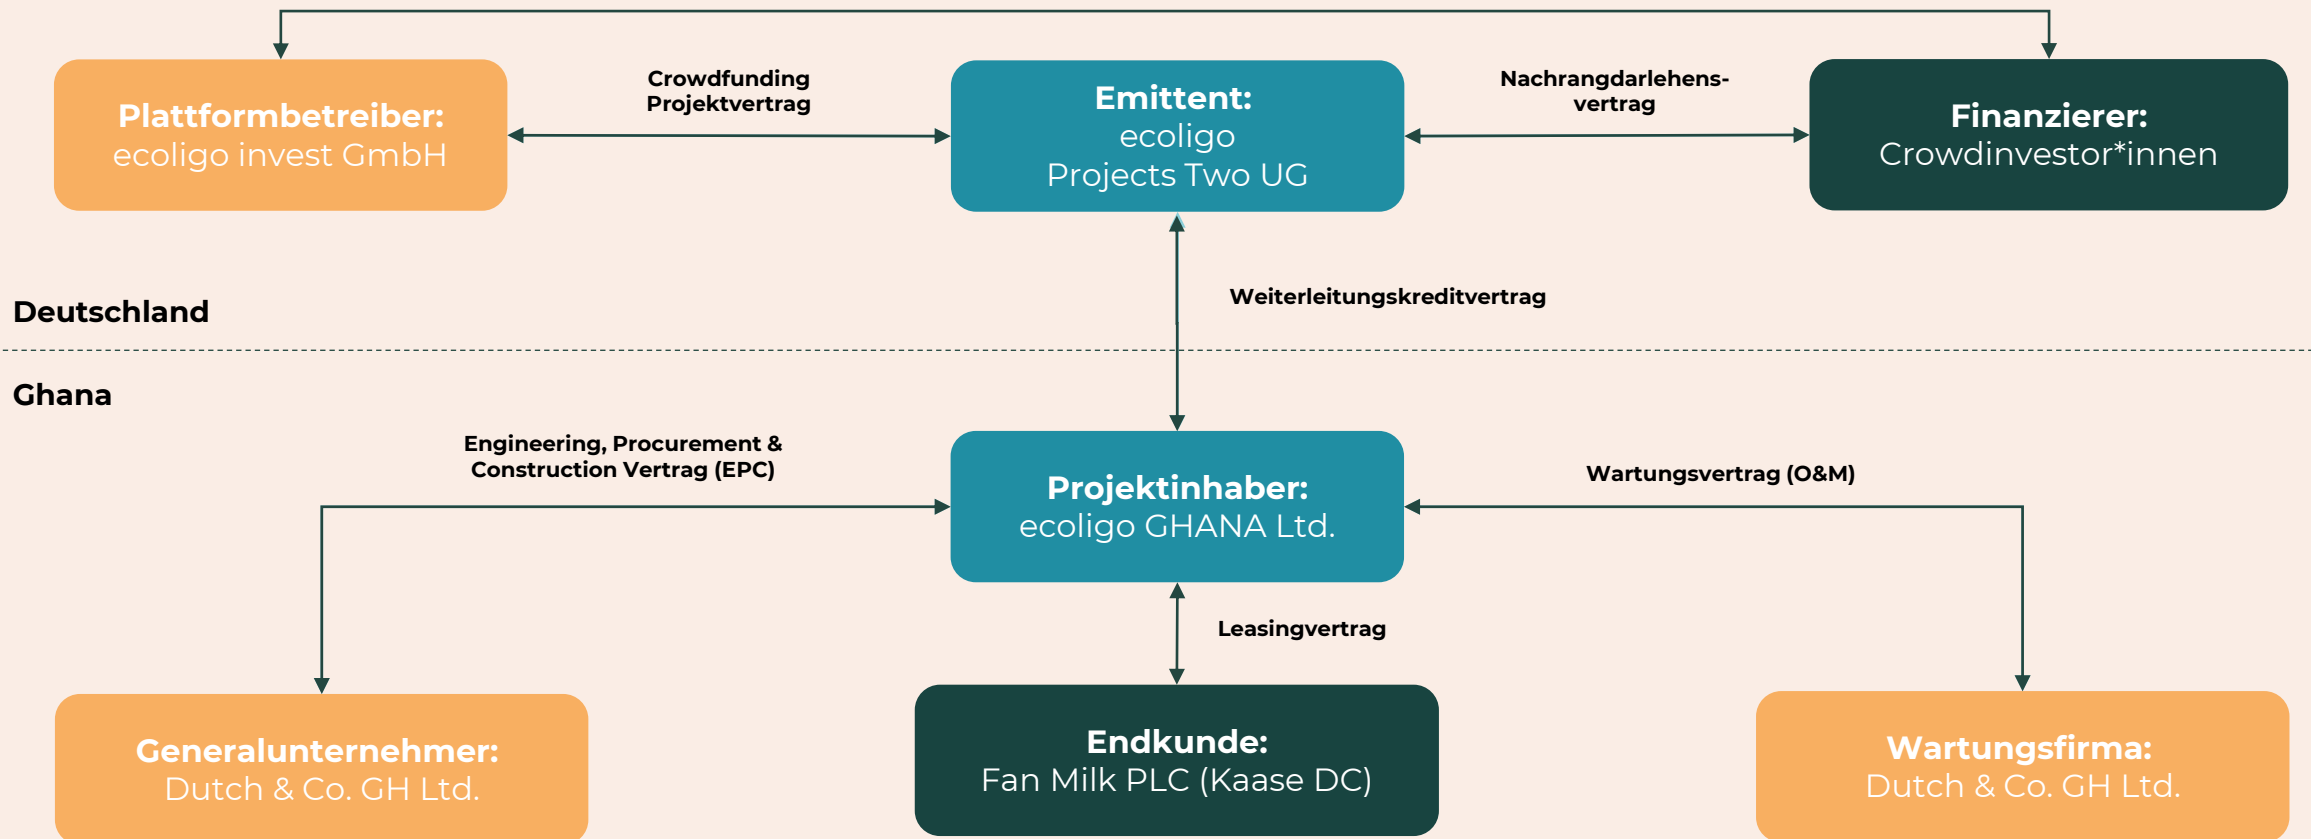 Crowdfunding
Projektvertrag
Nachrangdarlehens-
vertrag
Plattformbetreiber:
ecoligo invest GmbH
Emittent:
ecoligo
Projects Two UG
Finanzierer:
Crowdinvestor*innen
Weiterleitungskreditvertrag
Deutschland
Ghana
Engineering, Procurement &
Construction Vertrag (EPC)
Projektinhaber:
ecoligo GHANA Ltd.
Wartungsvertrag (O&M)
Leasingvertrag
Generalunternehmer:
Dutch & Co. GH Ltd.
Endkunde:
Fan Milk PLC (Kaase DC)
Wartungsfirma:
Dutch & Co. GH Ltd.